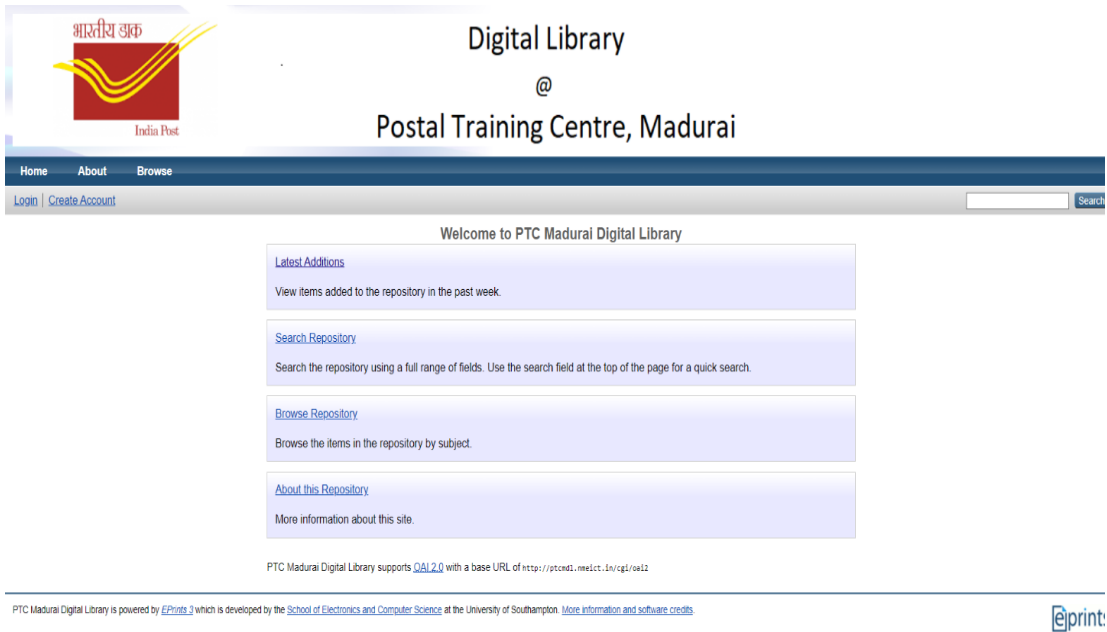 भारतीय डाक
India Post
Digital Library
@
Postal Training Centre, Madurai
Home About Browse
Login | Create Account
Search
Welcome to PTC Madurai Digital Library
Latest Additions
View items added to the repository in the past week.
Search Repository
Search the repository using a full range of fields. Use the search field at the top of the page for a quick search.
Browse Repository
Browse the items in the repository by subject.
About this Repository
More information about this site.
PTC Madurai Digital Library supports OAI 2.0 with a base URL of http://ptcmdl.nmeict.in/cgi/oai2
PTC Madurai Digital Library is powered by EPrints 3 which is developed by the School of Electronics and Computer Science at the University of Southampton. More information and software credits.
eprints